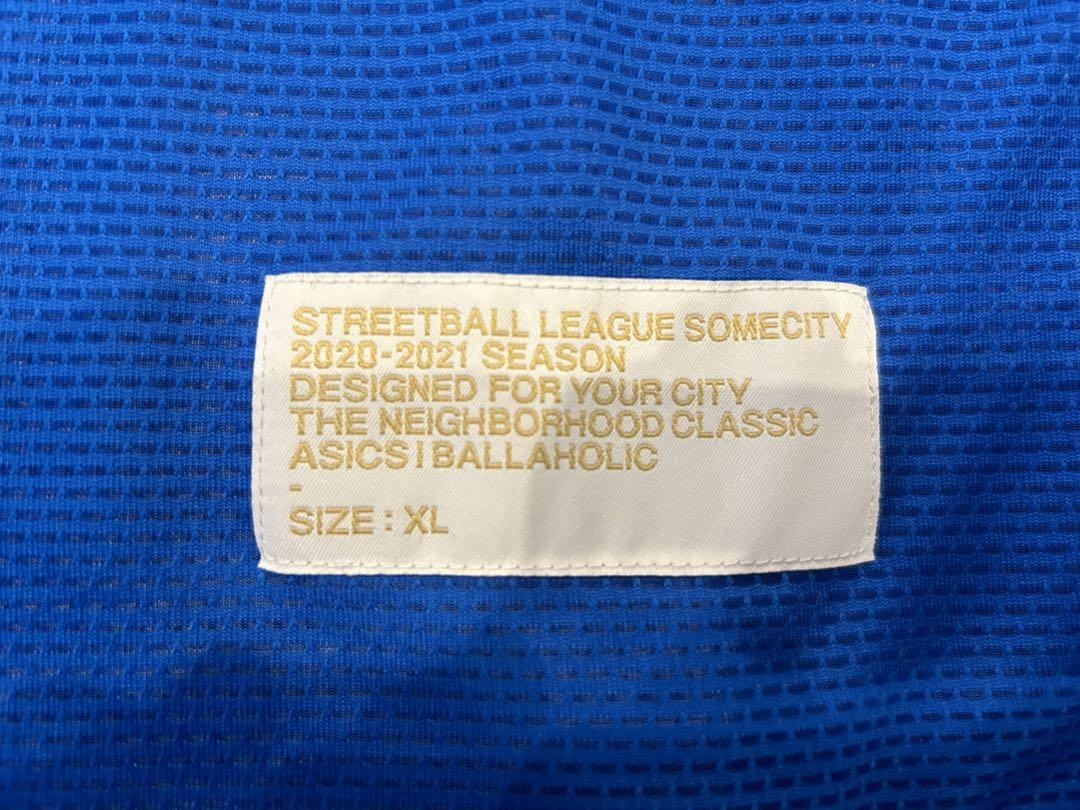 STREETBALL LEAGUE SOMECITY
2020-2021 SEASON
DESIGNED FOR YOUR CITY
THE NEIGHBORHOOD CLASSIC
ASICS | BALLAHOLIC
-
SIZE : XL